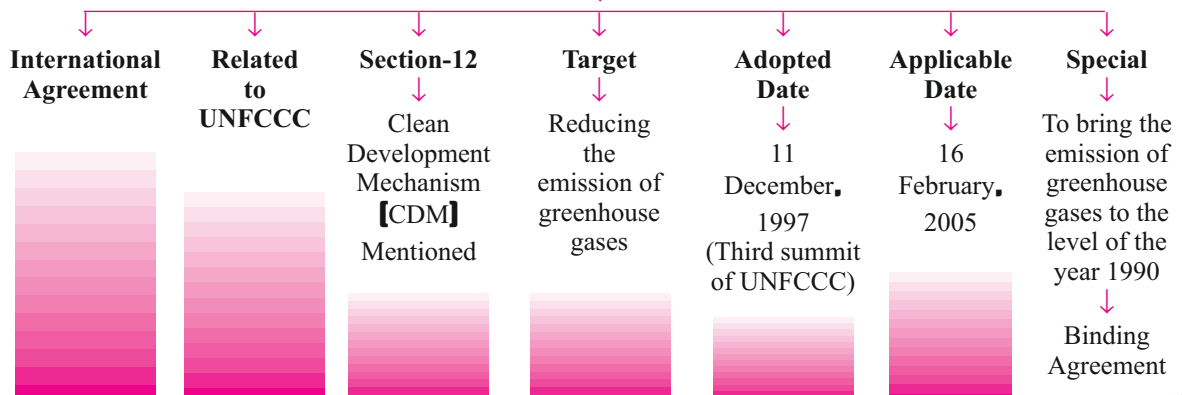 International
Agreement
Related
to
UNFCCC
Section-12
Clean
Development
Mechanism
[CDM]
Mentioned
Target
Reducing
the
emission of
greenhouse
gases
Adopted
Date
11
December,
1997
(Third summit
of UNFCCC)
Applicable
Date
16
February,
2005
Special
To bring the
emission of
greenhouse
gases to the
level of the
year 1990
Binding
Agreement